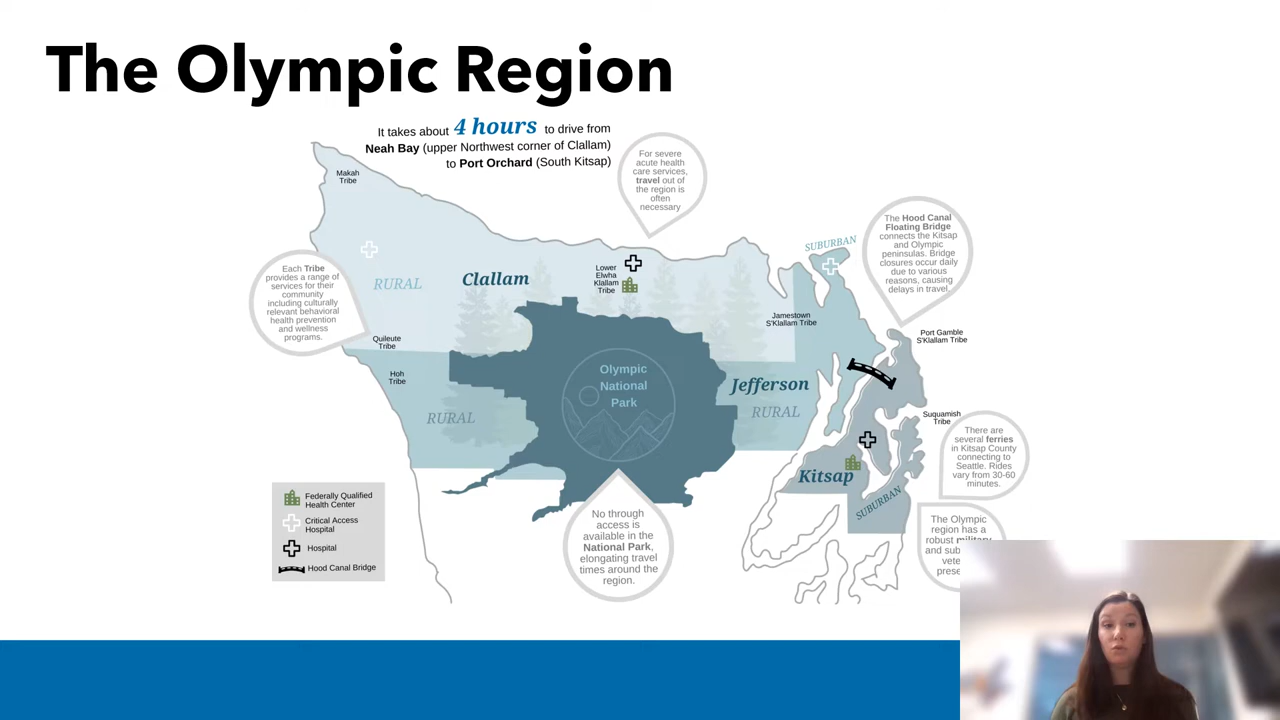 The Olympic Region
It takes about 4 hours to drive from
Neah Bay (upper Northwest corner of Clallam)
to Port Orchard (South Kitsap)
For severe
acute health
care services,
travel out of
the region is
often
necessary
Makah
Tribe
The Hood Canal
Floating Bridge
connects the Kitsap
and Olympic
peninsulas. Bridge
closures occur daily
due to various
reasons, causing
delays in travel.
SUBURBAN
Each Tribe
provides a range of
services for their
community
including culturally
relevant behavioral
health prevention
and wellness
programs.
RURAL
Clallam
Lower
Elwha
Klallam
Tribe
Jamestown
S'Klallam Tribe
Port Gamble
S'Klallam Tribe
Quileute
Tribe
Hoh
Tribe
Olympic
National
Park
Jefferson
RURAL
RURAL
Suquamish
Tribe
There are
several ferries
in Kitsap County
connecting to
Seattle. Rides
vary from 30-60
minutes.
Kitsap
SUBURBAN
Federally Qualified
Health Center
Critical Access
Hospital
Hospital
Hood Canal Bridge
No through
access is
available in the
National Park,
elongating travel
times around the
region.
The Olympic
region has a
robust military
and